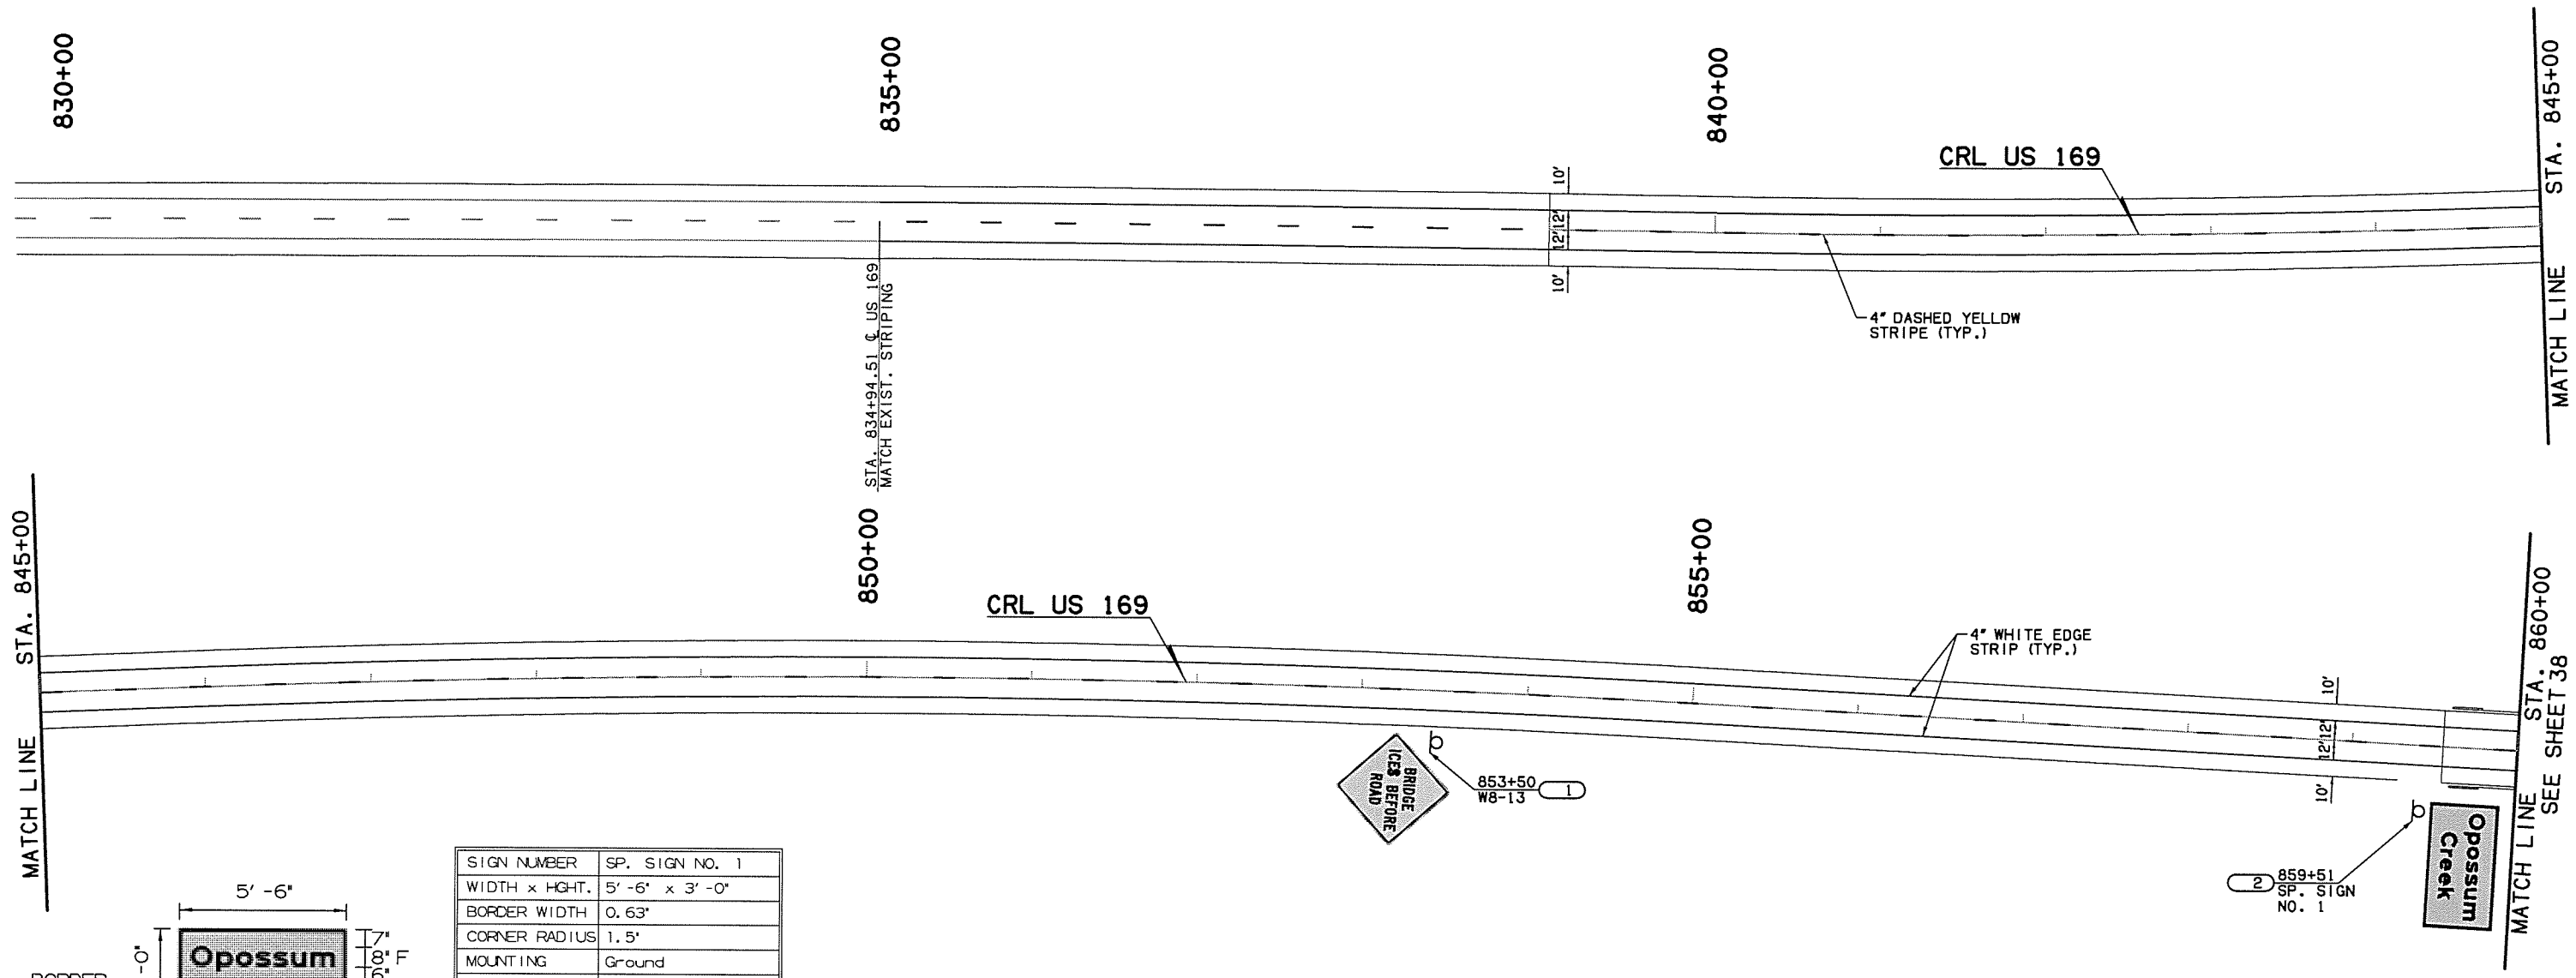 830+00
835+00
840+00
MATCH LINE STA. 845+00
CRL US 169
10'
12'
12'
10'
4" DASHED YELLOW
STRIPE (TYP.)
STA. 834+94.51 ℄ US 169
MATCH EXIST. STRIPING
MATCH LINE STA. 845+00
850+00
855+00
CRL US 169
4" WHITE EDGE
STRIP (TYP.)
10'
12'
12'
10'
MATCH LINE STA. 860+00
SEE SHEET 38
BRIDGE
ICES BEFORE
ROAD
853+50
W8-13
1
Opossum
Creek
2
859+51
SP. SIGN
NO. 1
5'-6"
-0"
Opossum
7"
8" F
6"
BORDER
SIGN NUMBER SP. SIGN NO. 1
WIDTH x HGHT. 5'-6" x 3'-0"
BORDER WIDTH 0.63"
CORNER RADIUS 1.5"
MOUNTING Ground